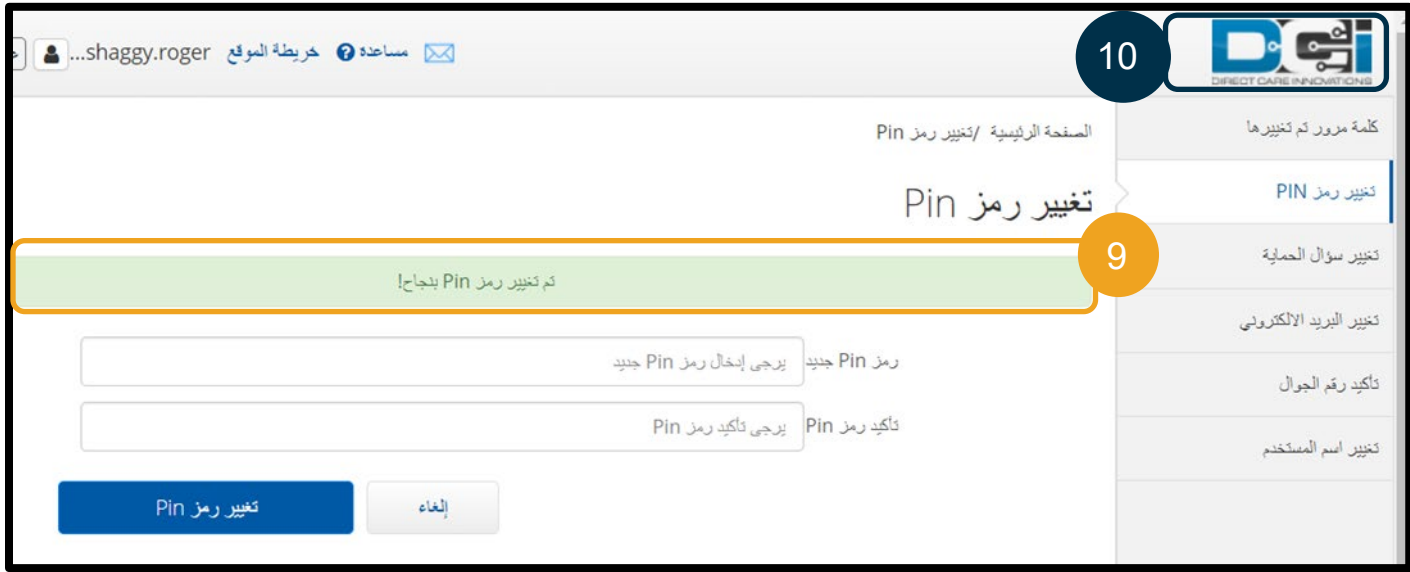 10
DCI
DIRECT CARE INNOVATIONS
مساعده خريطة الموقع shaggy.roger...
كلمة مرور تم تغييرها
تغيير رمز PIN
تغيير سؤال الحماية
تغيير البريد الالكتروني
تأكيد رقم الجوال
تغيير اسم المستخدم
الصفحة الرئيسية /تغيير رمز Pin
تغيير رمز Pin
9
تم تغيير رمز Pin بنجاح!
رمز Pin جديد يرجى إدخال رمز Pin جديد
تأكيد رمز Pin يرجى تأكيد رمز Pin
إلغاء تغيير رمز Pin